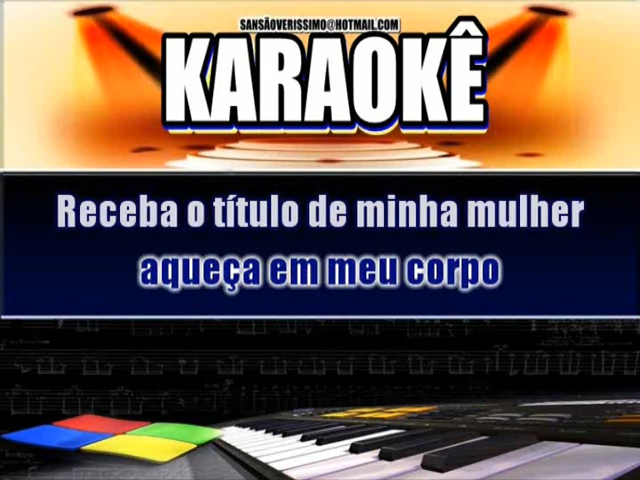 SANSÃOVERISSIMO@HOTMAIL.COM
KARAOKÊ
Receba o título de minha mulher
aqueça em meu corpo